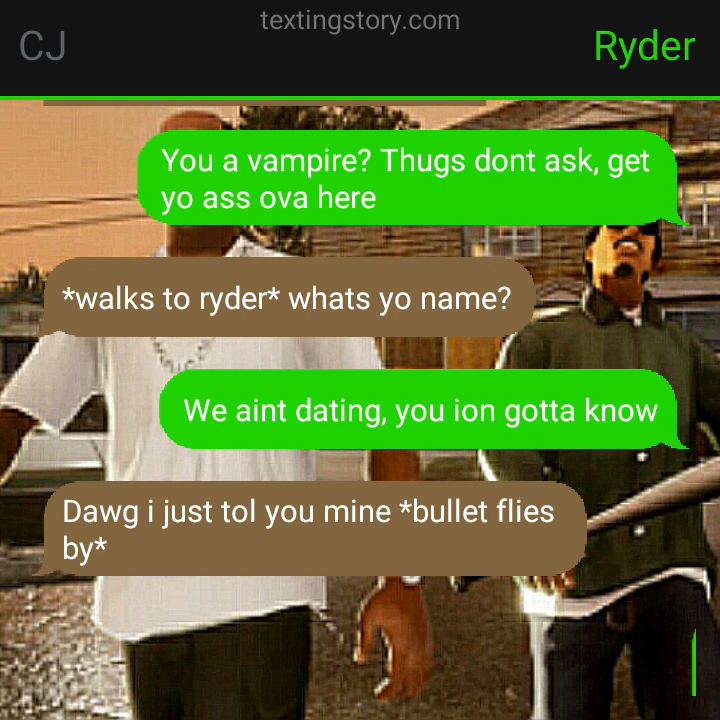 textingstory.com
CJ
Ryder
You a vampire? Thugs dont ask, get
yo ass ova here
*walks to ryder* whats yo name?
We aint dating, you ion gotta know
Dawg i just tol you mine *bullet flies
by*